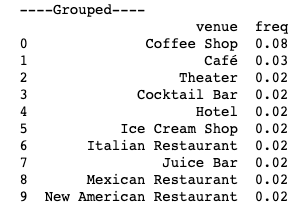 ----Grouped----
venue freq
0 Coffee Shop 0.08
1 Café 0.03
2 Theater 0.02
3 Cocktail Bar 0.02
4 Hotel 0.02
5 Ice Cream Shop 0.02
6 Italian Restaurant 0.02
7 Juice Bar 0.02
8 Mexican Restaurant 0.02
9 New American Restaurant 0.02